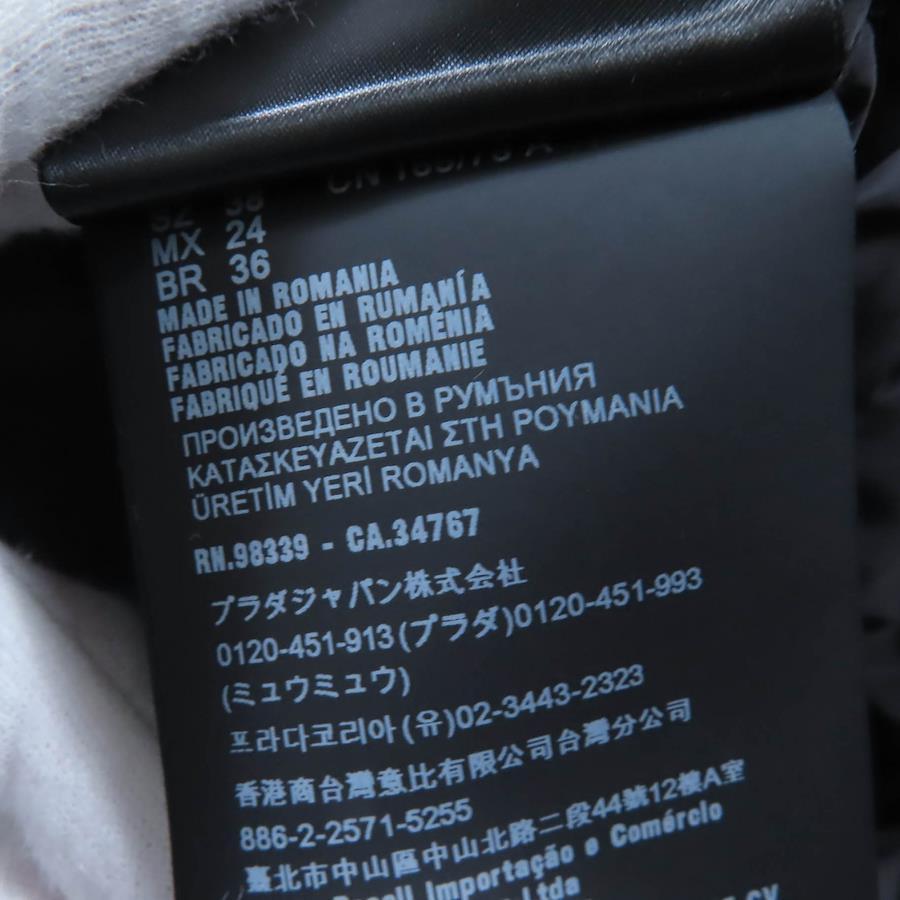 MX 24
BR 36
MADE IN ROMANIA
FABRICADO EN RUMANÍA
FABRICADO NA ROMÉNIA
FABRIQUÉ EN ROUMANIE
ПРОИЗВЕДЕНО В РУМЪНИЯ
ΚΑΤΑΣΚΕΥΑΖΕΤΑΙ ΣΤΗ ΡΟΥΜΑΝΙΑ
ÜRETİM YERİ ROMANYA
RN.98339 - CA.34767
プラダジャパン株式会社
0120-451-913(プラダ)0120-451-993
(ミュウミュウ)
프라다코리아(유)02-3443-2323
香港商台灣意比有限公司台灣分公司
886-2-2571-5255
臺北市中山區中山北路二段44號12樓A室
Importação e Comércio
Ltda